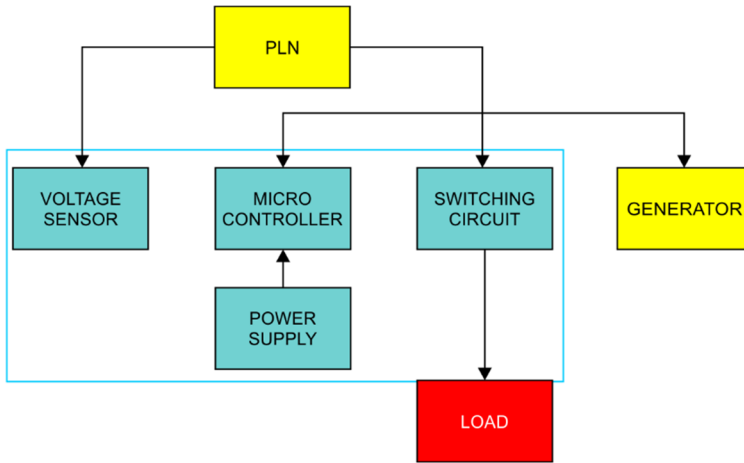 PLN
VOLTAGE
SENSOR
MICRO
CONTROLLER
SWITCHING
CIRCUIT
GENERATOR
POWER
SUPPLY
LOAD